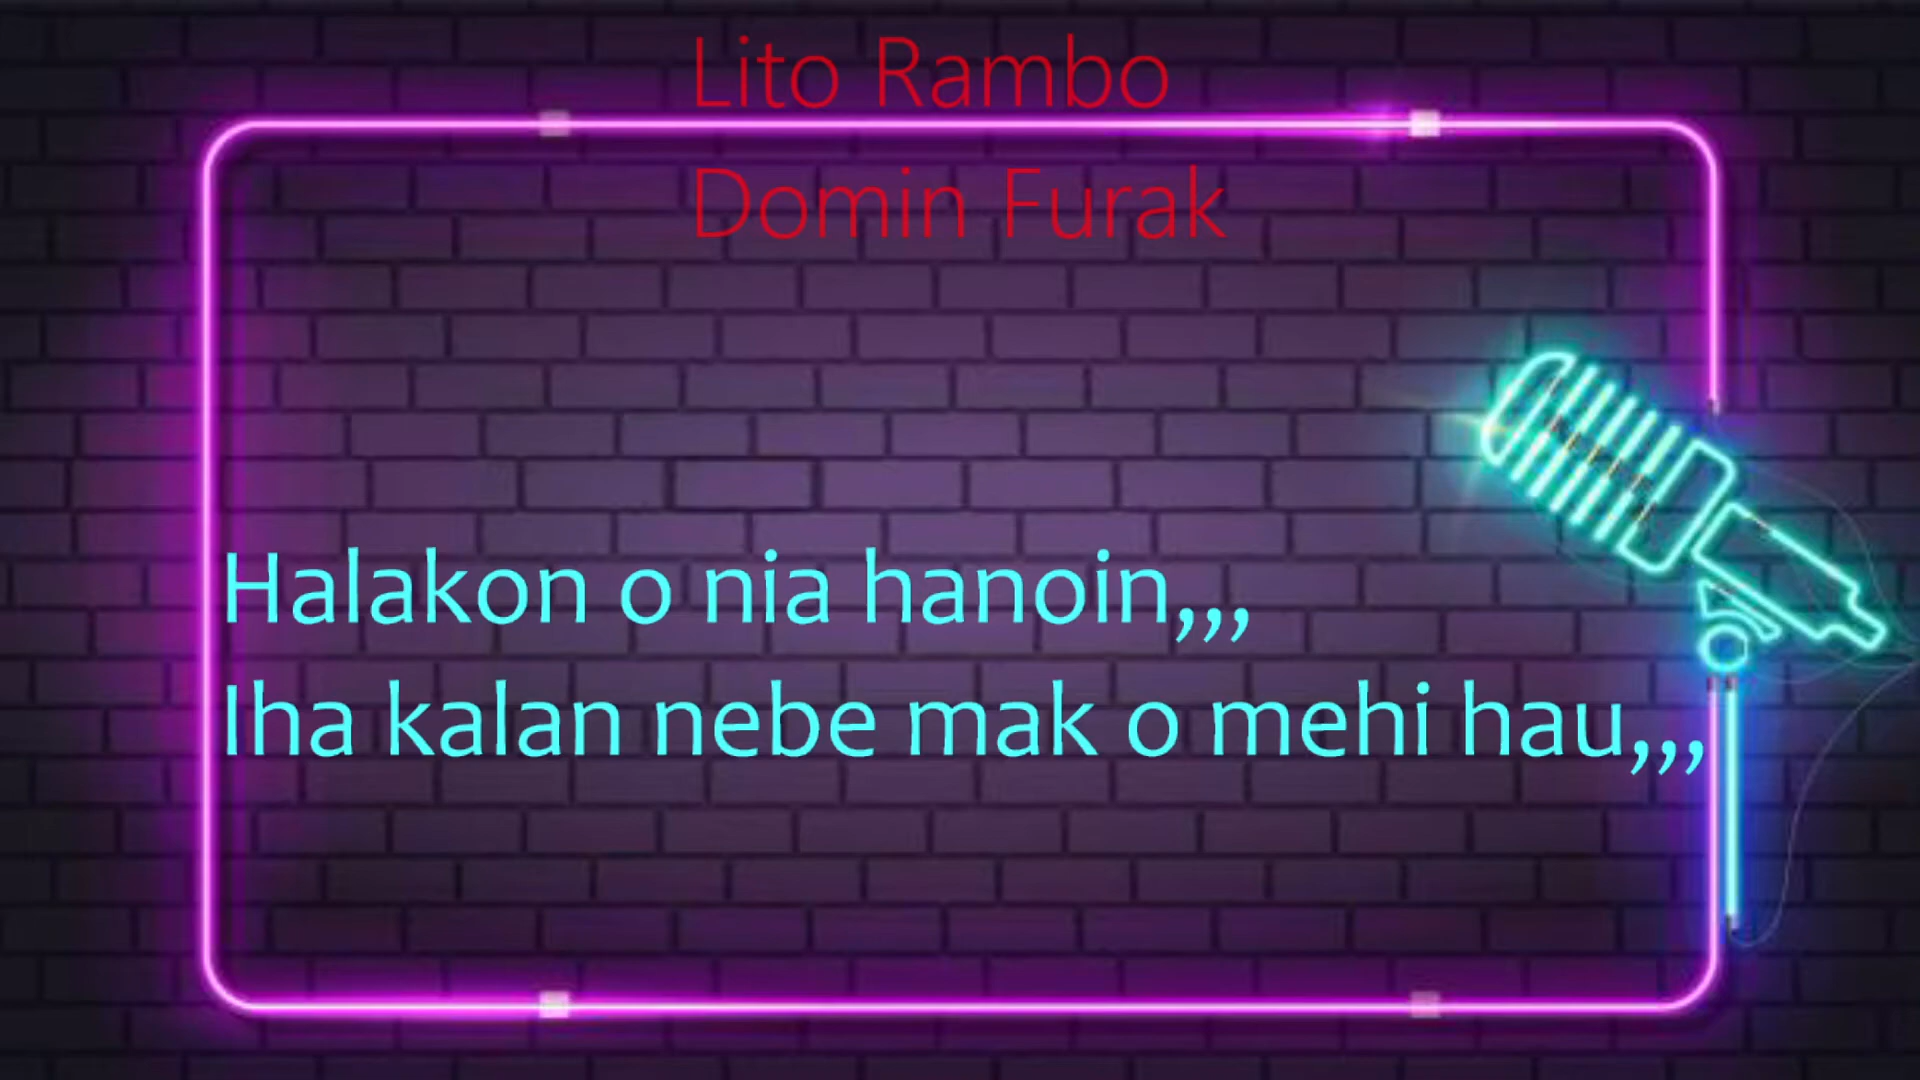 Lito Rambo
Domin Furak
Halakon o nia hanoin,,,
Iha kalan nebe mak o mehi hau,,,